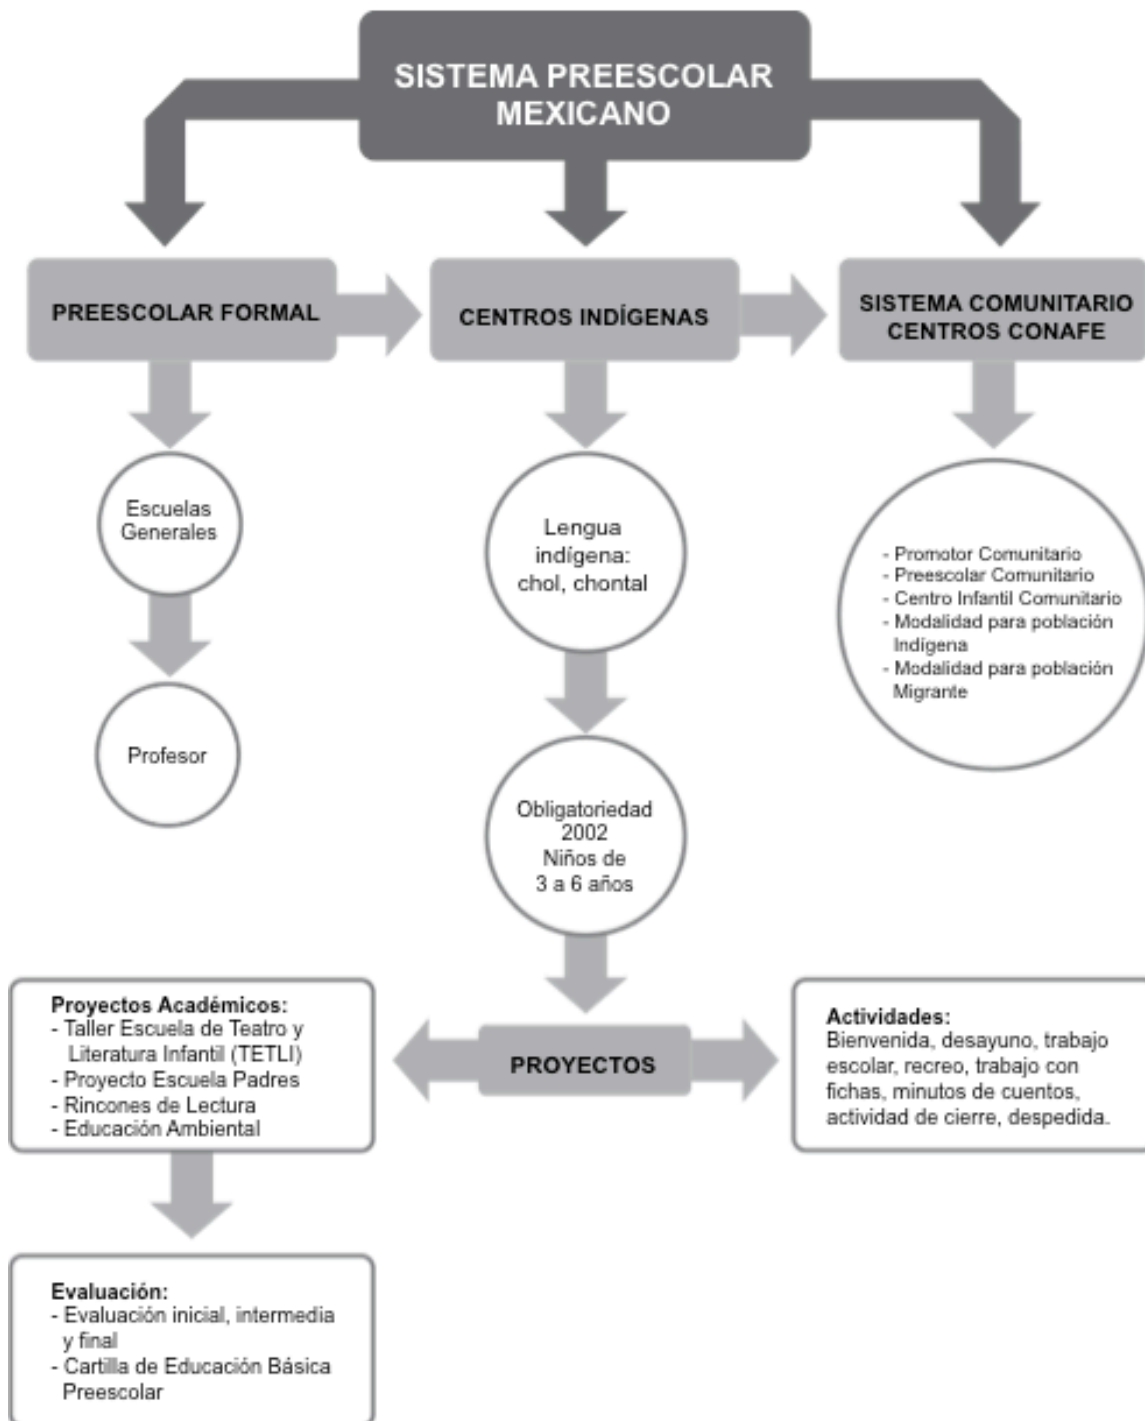 SISTEMA PREESCOLAR
MEXICANO
PREESCOLAR FORMAL
CENTROS INDÍGENAS
SISTEMA COMUNITARIO
CENTROS CONAFE
Escuelas
Generales
Profesor
Lengua
indígena:
chol, chontal
Obligatoriedad
2002
Niños de
3 a 6 años
- Promotor Comunitario
- Preescolar Comunitario
- Centro Infantil Comunitario
- Modalidad para población
Indígena
- Modalidad para población
Migrante
PROYECTOS
Proyectos Académicos:
- Taller Escuela de Teatro y
Literatura Infantil (TETLI)
- Proyecto Escuela Padres
- Rincones de Lectura
- Educación Ambiental
Actividades:
Bienvenida, desayuno, trabajo
escolar, recreo, trabajo con
fichas, minutos de cuentos,
actividad de cierre, despedida.
Evaluación:
- Evaluación inicial, intermedia
y final
- Cartilla de Educación Básica
Preescolar